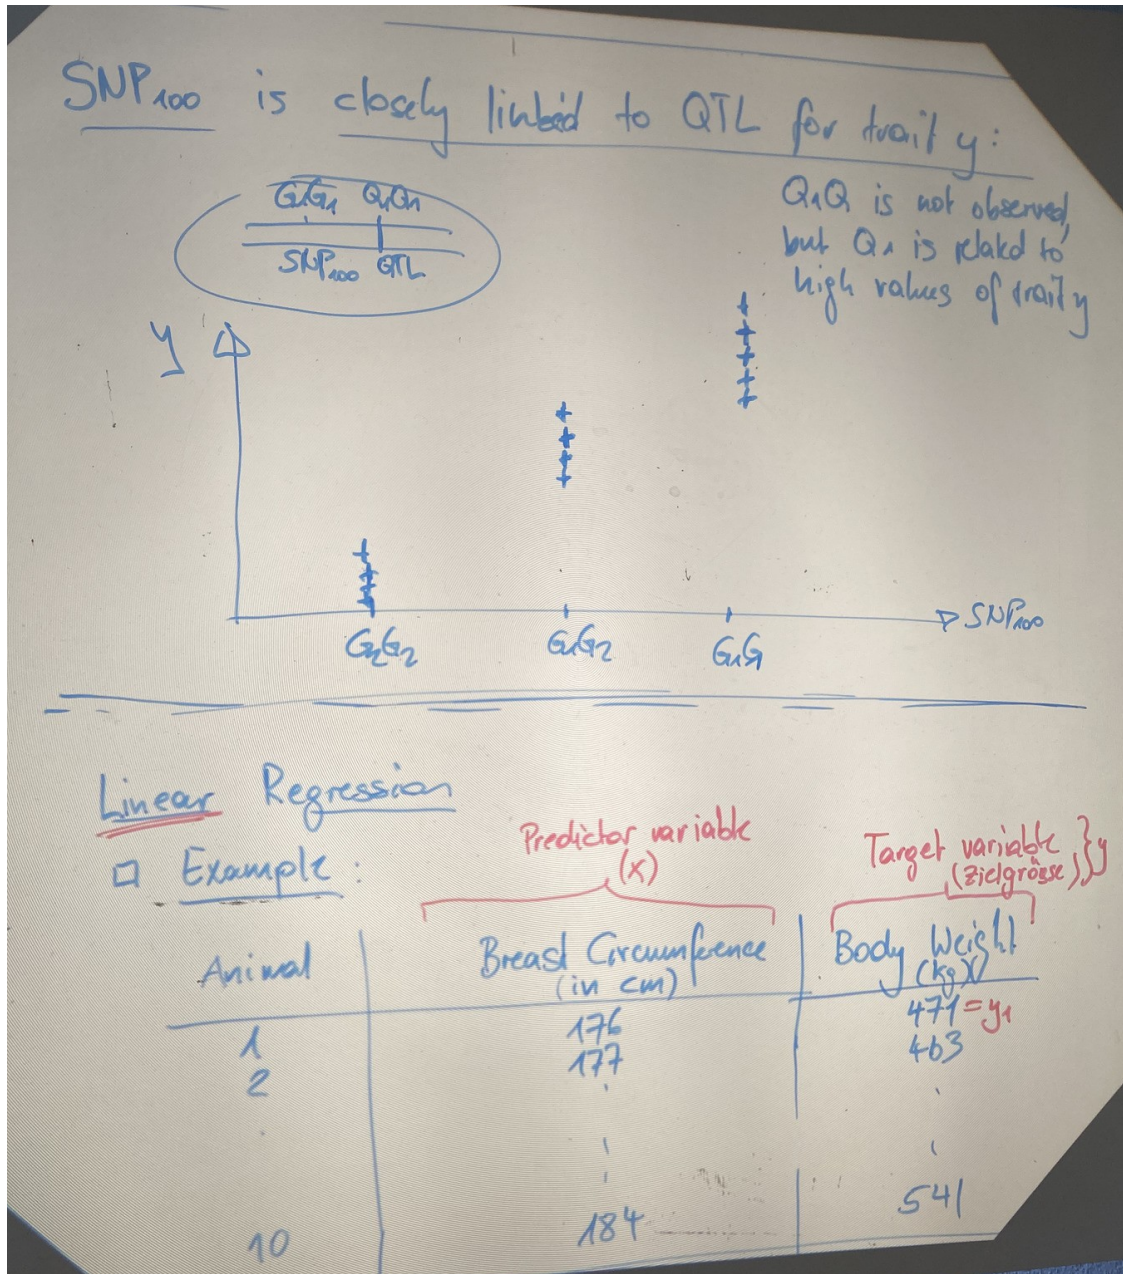 SNP100 is closely linked to QTL for trait y:
G1G1 Q1Q1
SNP100 QTL
Q1Q1 is not observed,
but Q1 is related to
high values of trait y
y
SNP100
G2G2 G1G2 G1G1
Linear Regression
Example:
Predictor variable
(x)
Target variable
(Zielgrösse) } y
Animal Breast Circumference Body Weight
(in cm) (kg)
1 176 471 = y1
2 177 463
10 184 541